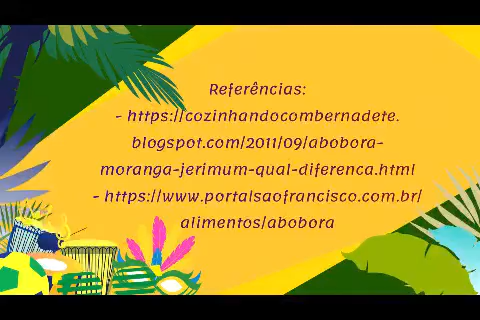 Referências:
- https://cozinhandocombernadete.
blogspot.com/2011/09/abobora-
moranga-jerimum-qual-diferenca.html
- https://www.portalsaofrancisco.com.br/
alimentos/abobora